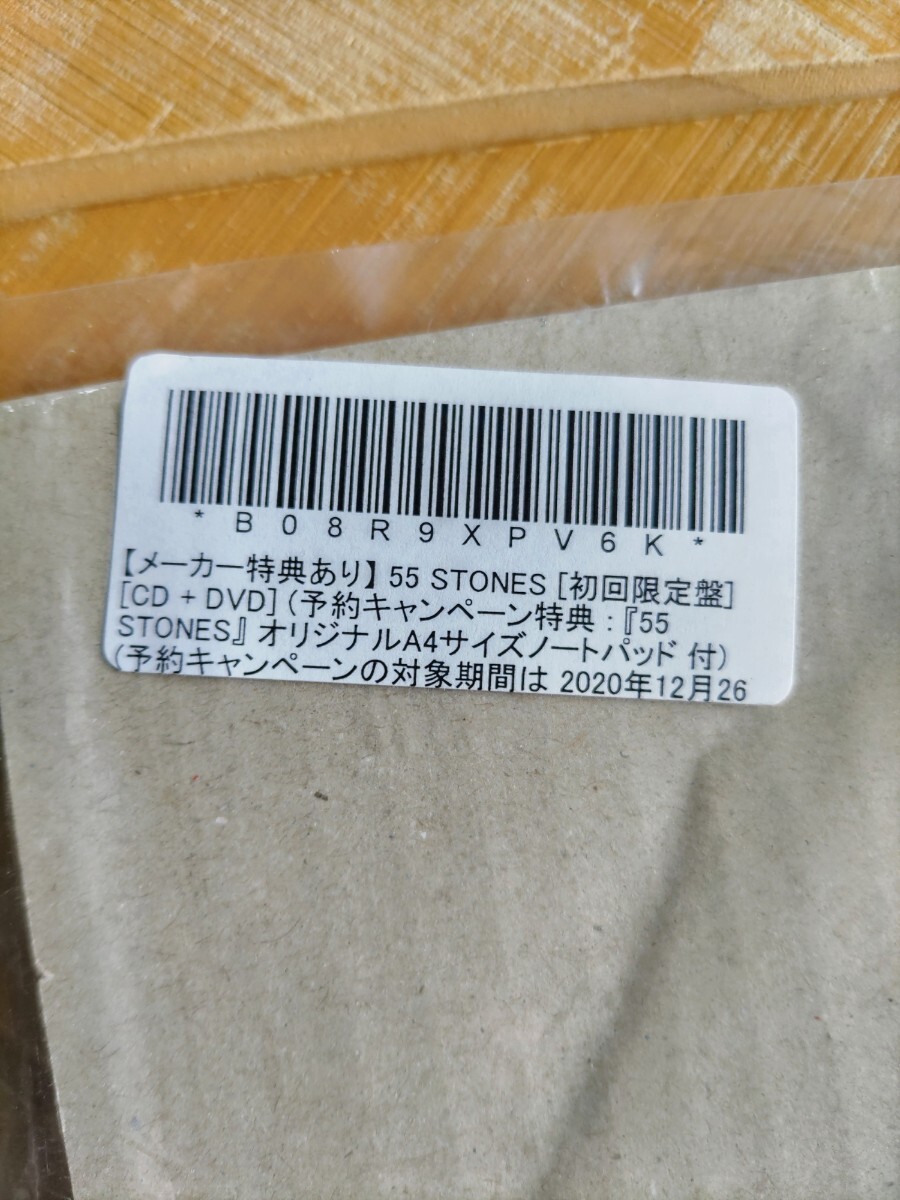 *B08R9XPV6K*
【メーカー特典あり】 55 STONES [初回限定盤]
[CD + DVD] (予約キャンペーン特典 : 『55
STONES』 オリジナルA4サイズノートパッド 付)
(予約キャンペーンの対象期間は 2020年12月26